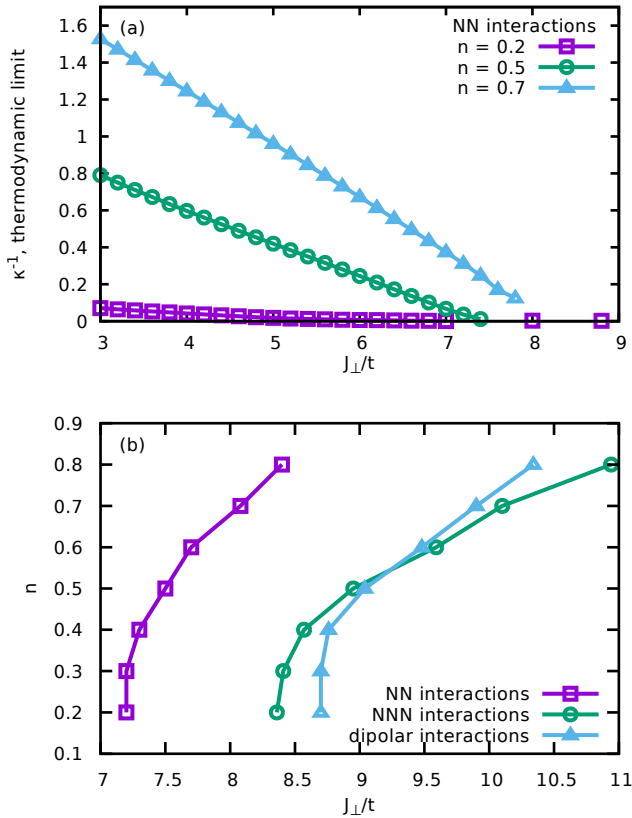 (a)
NN interactions
n = 0.2
n = 0.5
n = 0.7
κ⁻¹, thermodynamic limit
1.6
1.4
1.2
1
0.8
0.6
0.4
0.2
0
3 4 5 6 7 8 9
J⊥/t
(b)
n
0.9
0.8
0.7
0.6
0.5
0.4
0.3
0.2
0.1
NN interactions
NNN interactions
dipolar interactions
7 7.5 8 8.5 9 9.5 10 10.5 11
J⊥/t